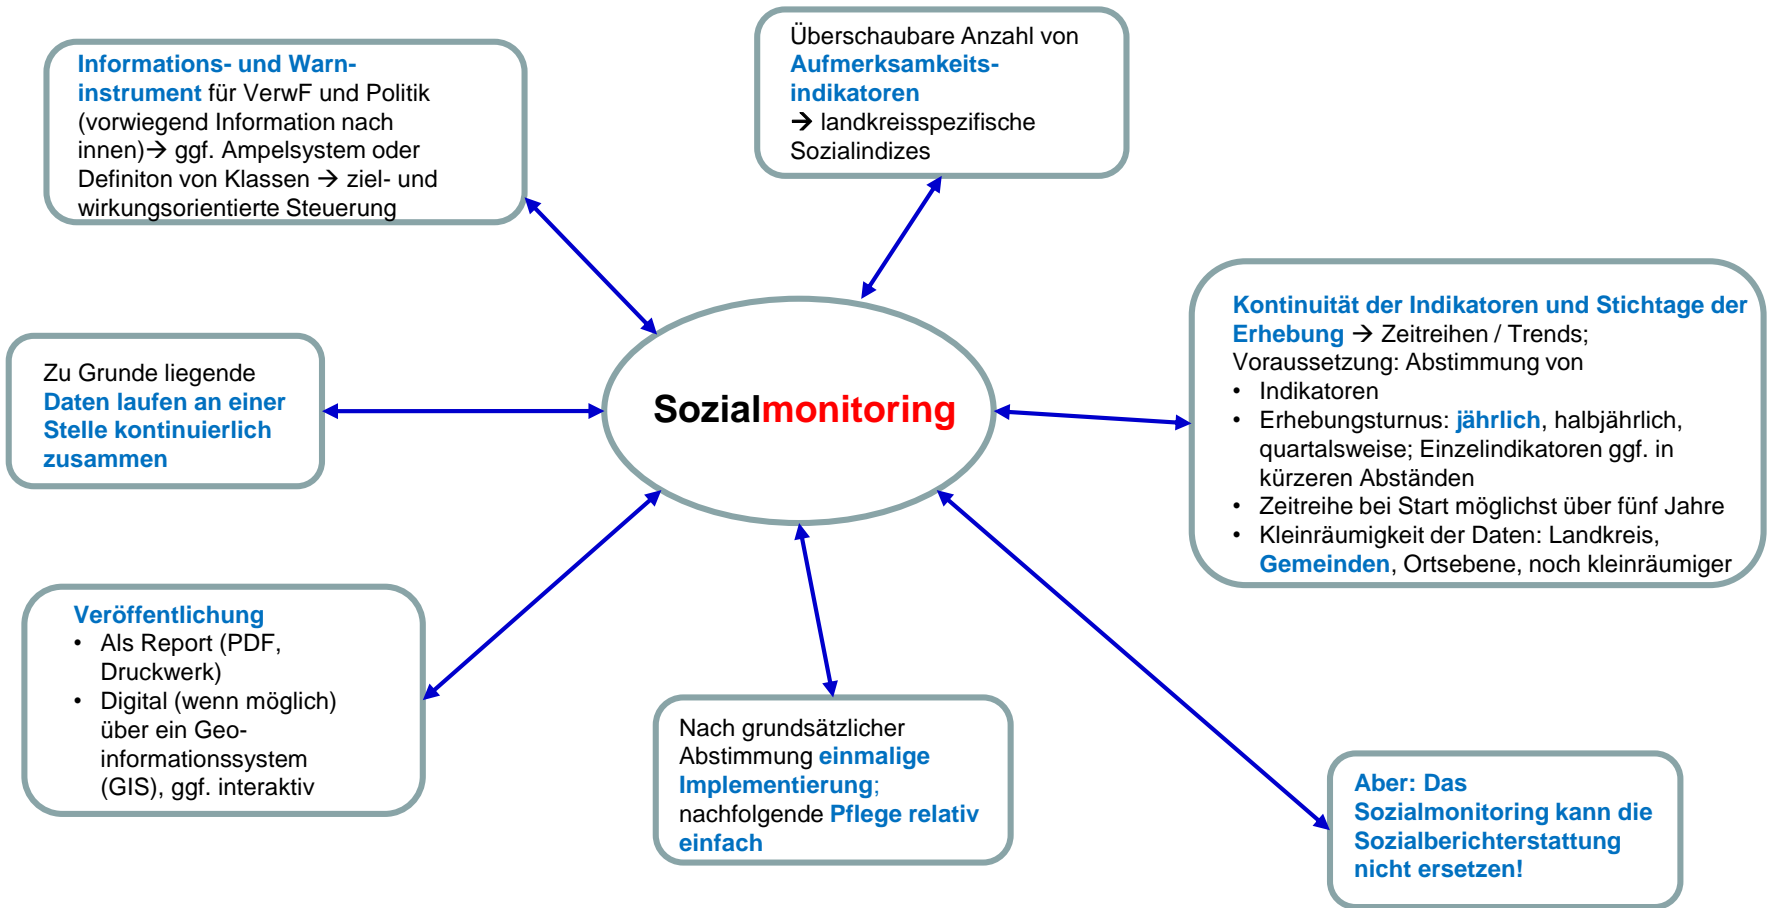 Informations- und Warn-
instrument für VerwF und Politik
(vorwiegend Information nach
innen)→ ggf. Ampelsystem oder
Definiton von Klassen → ziel- und
wirkungsorientierte Steuerung
Überschaubare Anzahl von
Aufmerksamkeits-
indikatoren
→ landkreisspezifische
Sozialindizes
Kontinuität der Indikatoren und Stichtage der
Erhebung → Zeitreihen / Trends;
Voraussetzung: Abstimmung von
• Indikatoren
• Erhebungsturnus: jährlich, halbjährlich,
quartalsweise; Einzelindikatoren ggf. in
kürzeren Abständen
• Zeitreihe bei Start möglichst über fünf Jahre
• Kleinräumigkeit der Daten: Landkreis,
Gemeinden, Ortsebene, noch kleinräumiger
Zu Grunde liegende
Daten laufen an einer
Stelle kontinuierlich
zusammen
Sozialmonitoring
Veröffentlichung
• Als Report (PDF,
Druckwerk)
• Digital (wenn möglich)
über ein Geo-
informationssystem
(GIS), ggf. interaktiv
Nach grundsätzlicher
Abstimmung einmalige
Implementierung;
nachfolgende Pflege relativ
einfach
Aber: Das
Sozialmonitoring kann die
Sozialberichterstattung
nicht ersetzen!